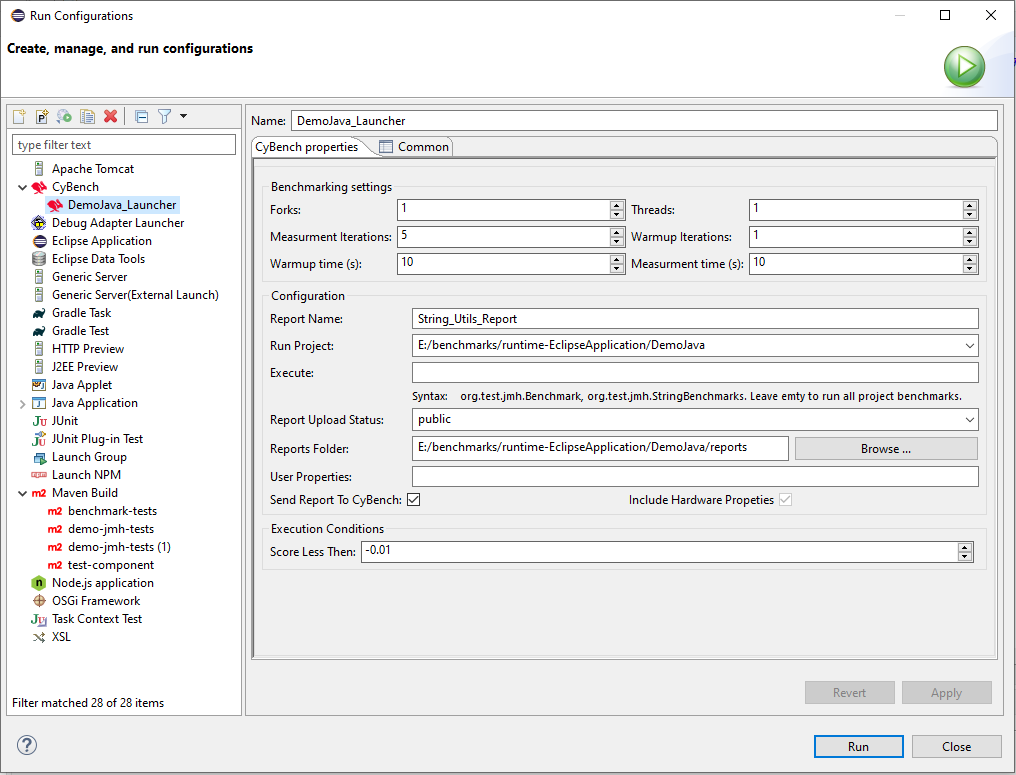 Run Configurations
Create, manage, and run configurations
type filter text
Apache Tomcat
CyBench
DemoJava_Launcher
Debug Adapter Launcher
Eclipse Application
Eclipse Data Tools
Generic Server
Generic Server(External Launch)
Gradle Task
Gradle Test
HTTP Preview
J2EE Preview
Java Applet
Java Application
JUnit
JUnit Plug-in Test
Launch Group
Launch NPM
Maven Build
benchmark-tests
demo-jmh-tests
demo-jmh-tests (1)
test-component
Node.js application
OSGi Framework
Task Context Test
XSL
Filter matched 28 of 28 items
Name: DemoJava_Launcher
CyBench properties Common
Benchmarking settings
Forks: 1 Threads: 1
Measurment Iterations: 5 Warmup Iterations: 1
Warmup time (s): 10 Measurment time (s): 10
Configuration
Report Name: String_Utils_Report
Run Project: E:/benchmarks/runtime-EclipseApplication/DemoJava
Execute:
Syntax: org.test.jmh.Benchmark, org.test.jmh.StringBenchmarks. Leave emty to run all project benchmarks.
Report Upload Status: public
Reports Folder: E:/benchmarks/runtime-EclipseApplication/DemoJava/reports Browse ...
User Properties:
Send Report To CyBench: Include Hardware Propeties
Execution Conditions
Score Less Then: -0.01
Revert Apply
Run Close